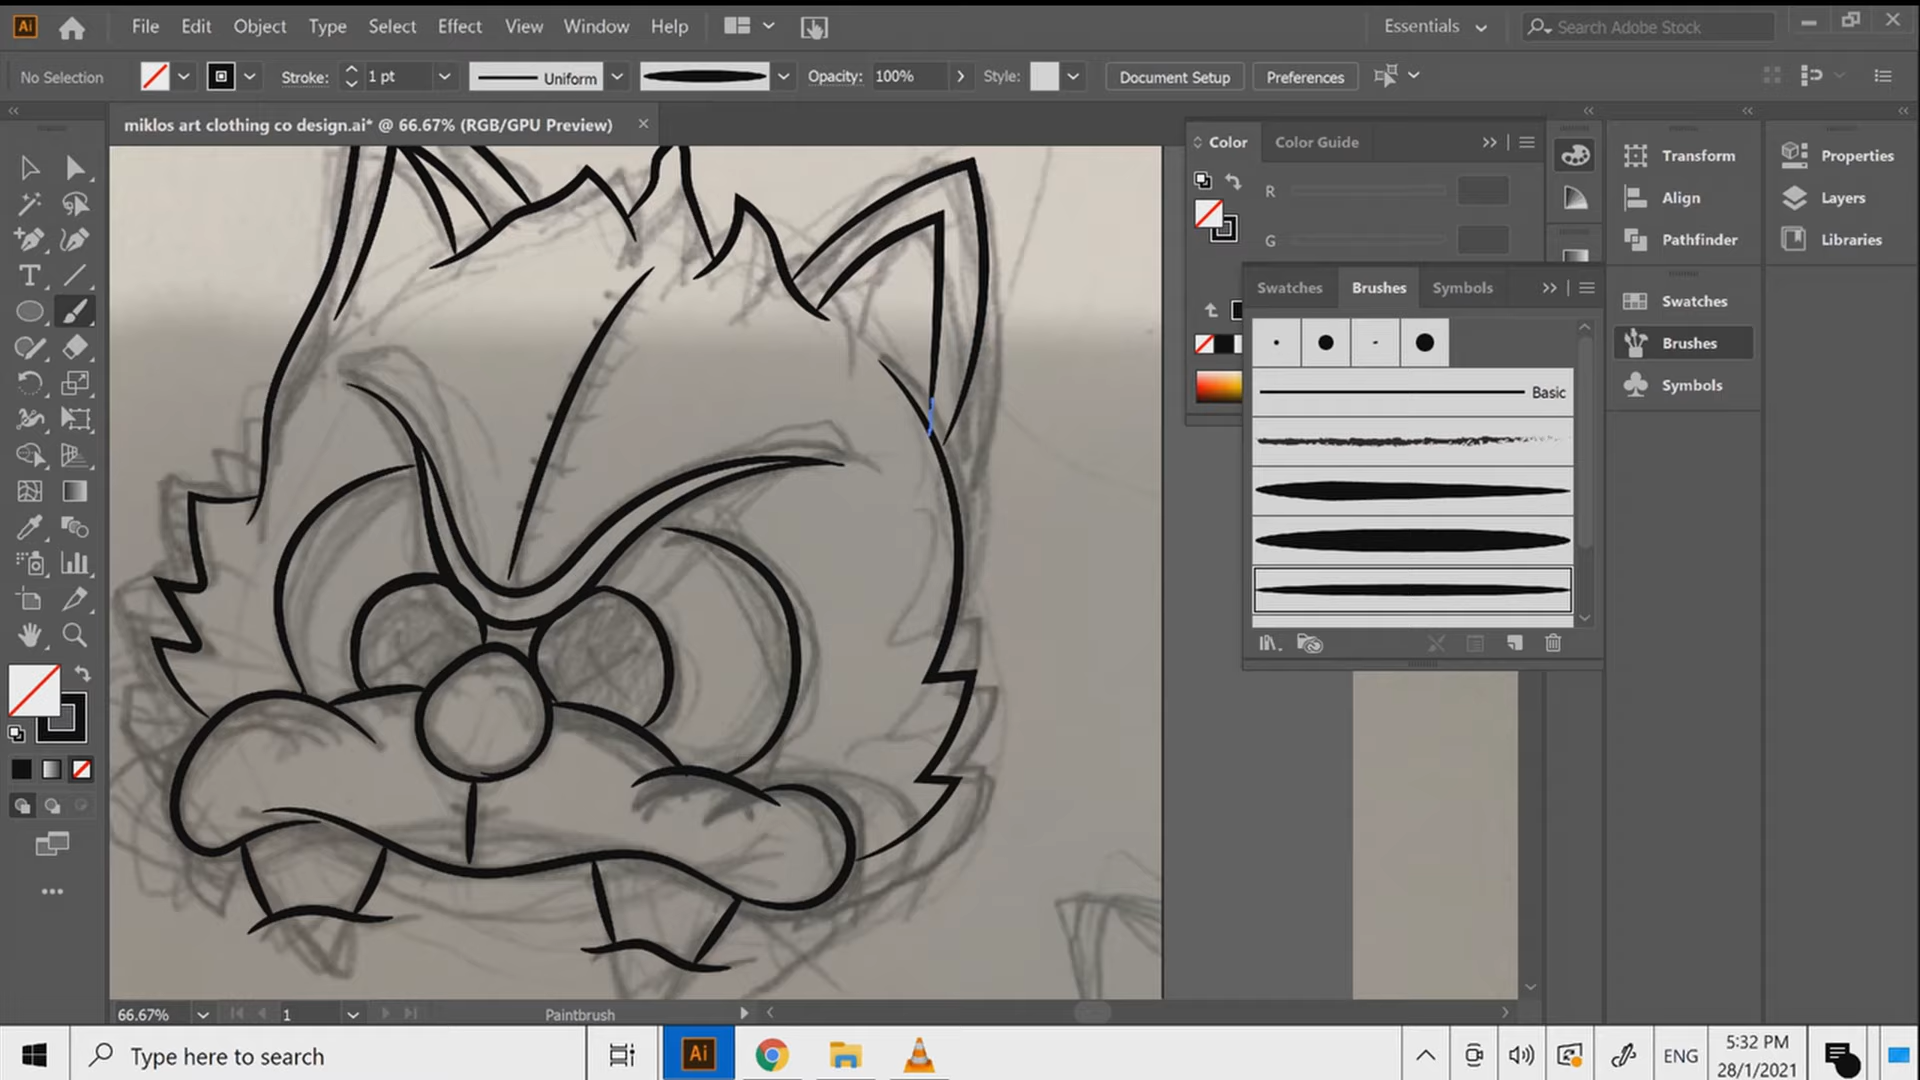 Ai File Edit Object Type Select Effect View Window Help Essentials Search Adobe Stock
No Selection Stroke: 1 pt Uniform Opacity: 100% Style: Document Setup Preferences
miklos art clothing co design.ai* @ 66.67% (RGB/GPU Preview)
Color Color Guide
R
G
Swatches Brushes Symbols
Basic
Transform
Align
Pathfinder
Swatches
Brushes
Symbols
Properties
Layers
Libraries
66.67% 1 Paintbrush
Type here to search Ai ENG 5:32 PM
28/1/2021